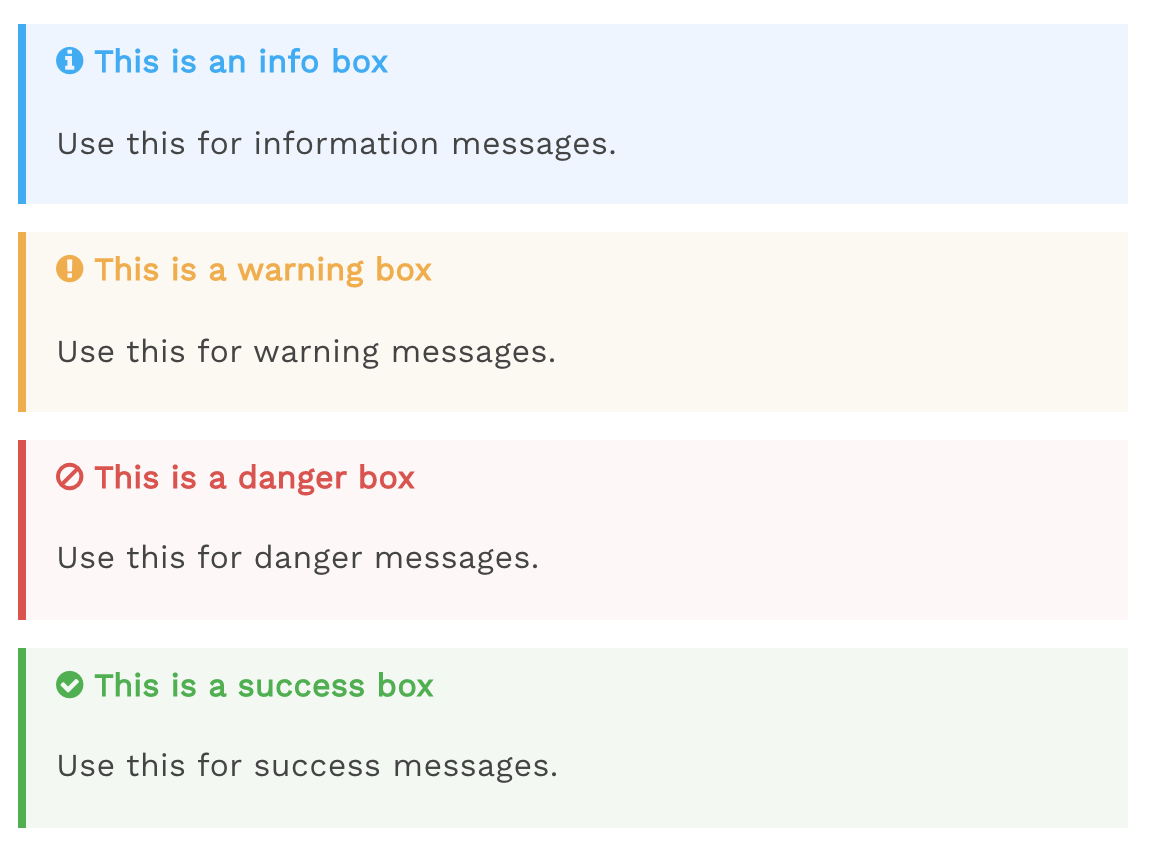 This is an info box
Use this for information messages.
This is a warning box
Use this for warning messages.
This is a danger box
Use this for danger messages.
This is a success box
Use this for success messages.